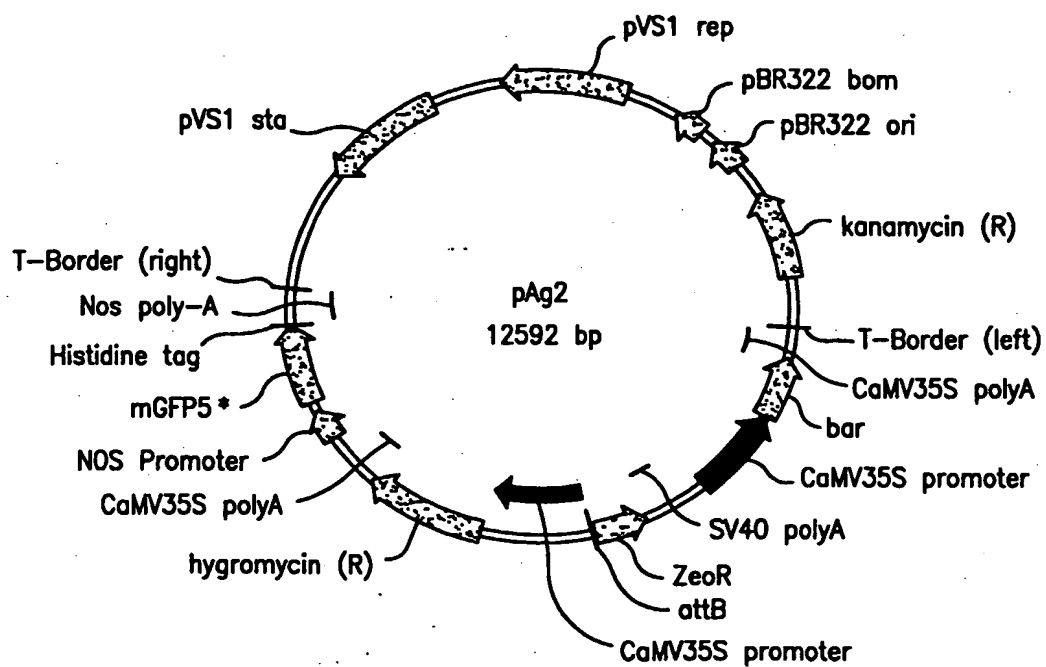 pVS1 rep
pBR322 bom
pBR322 ori
pVS1 sta
kanamycin (R)
T-Border (right)
Nos poly-A
pAg2
12592 bp
T-Border (left)
Histidine tag
CaMV35S polyA
mGFP5*
bar
NOS Promoter
CaMV35S promoter
CaMV35S polyA
SV40 polyA
hygromycin (R)
ZeoR
attB
CaMV35S promoter